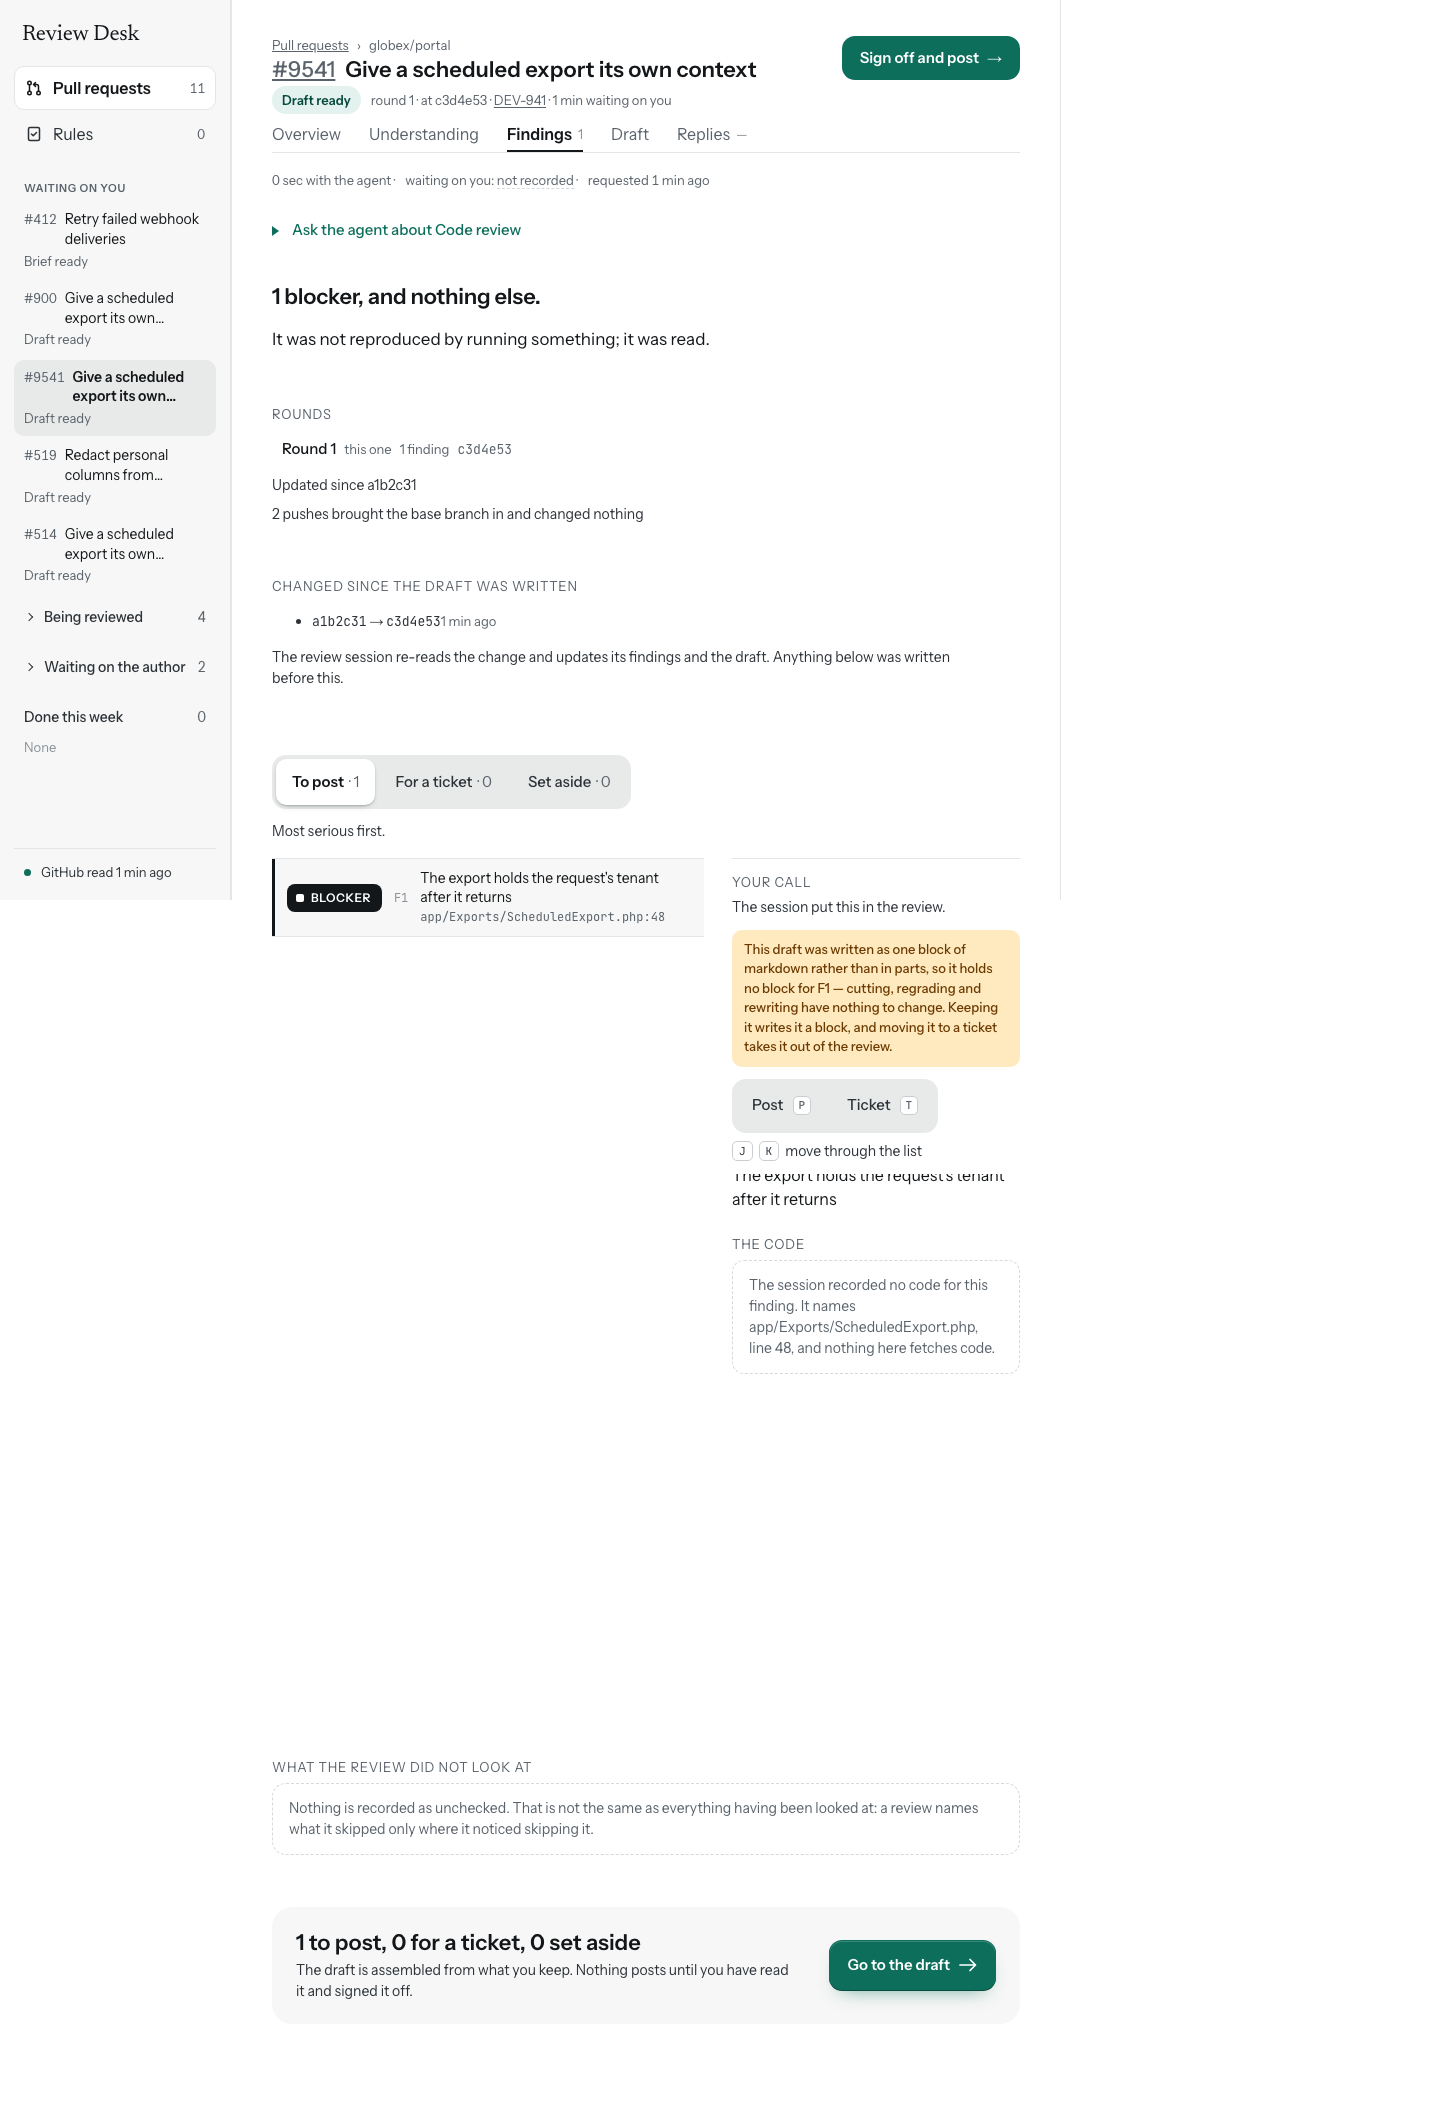 Review Desk
Pull requests 11
Rules 0
WAITING ON YOU
#412 Retry failed webhook
deliveries
Brief ready
#900 Give a scheduled
export its own...
Draft ready
#9541 Give a scheduled
export its own...
Draft ready
#519 Redact personal
columns from...
Draft ready
#514 Give a scheduled
export its own...
Draft ready
Being reviewed 4
Waiting on the author 2
Done this week 0
None
GitHub read 1 min ago
Pull requests › globex/portal
#9541 Give a scheduled export its own context
Sign off and post →
Draft ready round 1 · at c3d4e53 · DEV-941 · 1 min waiting on you
Overview Understanding Findings 1 Draft Replies —
0 sec with the agent · waiting on you: not recorded · requested 1 min ago
Ask the agent about Code review
1 blocker, and nothing else.
It was not reproduced by running something; it was read.
ROUNDS
Round 1 this one 1 finding c3d4e53
Updated since a1b2c31
2 pushes brought the base branch in and changed nothing
CHANGED SINCE THE DRAFT WAS WRITTEN
a1b2c31 → c3d4e531 min ago
The review session re-reads the change and updates its findings and the draft. Anything below was written
before this.
To post · 1 For a ticket · 0 Set aside · 0
Most serious first.
BLOCKER F1 The export holds the request's tenant
after it returns
app/Exports/ScheduledExport.php:48
YOUR CALL
The session put this in the review.
This draft was written as one block of
markdown rather than in parts, so it holds
no block for F1 — cutting, regrading and
rewriting have nothing to change. Keeping
it writes it a block, and moving it to a ticket
takes it out of the review.
Post P Ticket T
J K move through the list
The export holds the request's tenant
after it returns
THE CODE
The session recorded no code for this
finding. It names
app/Exports/ScheduledExport.php,
line 48, and nothing here fetches code.
WHAT THE REVIEW DID NOT LOOK AT
Nothing is recorded as unchecked. That is not the same as everything having been looked at: a review names
what it skipped only where it noticed skipping it.
1 to post, 0 for a ticket, 0 set aside
The draft is assembled from what you keep. Nothing posts until you have read
it and signed it off.
Go to the draft →